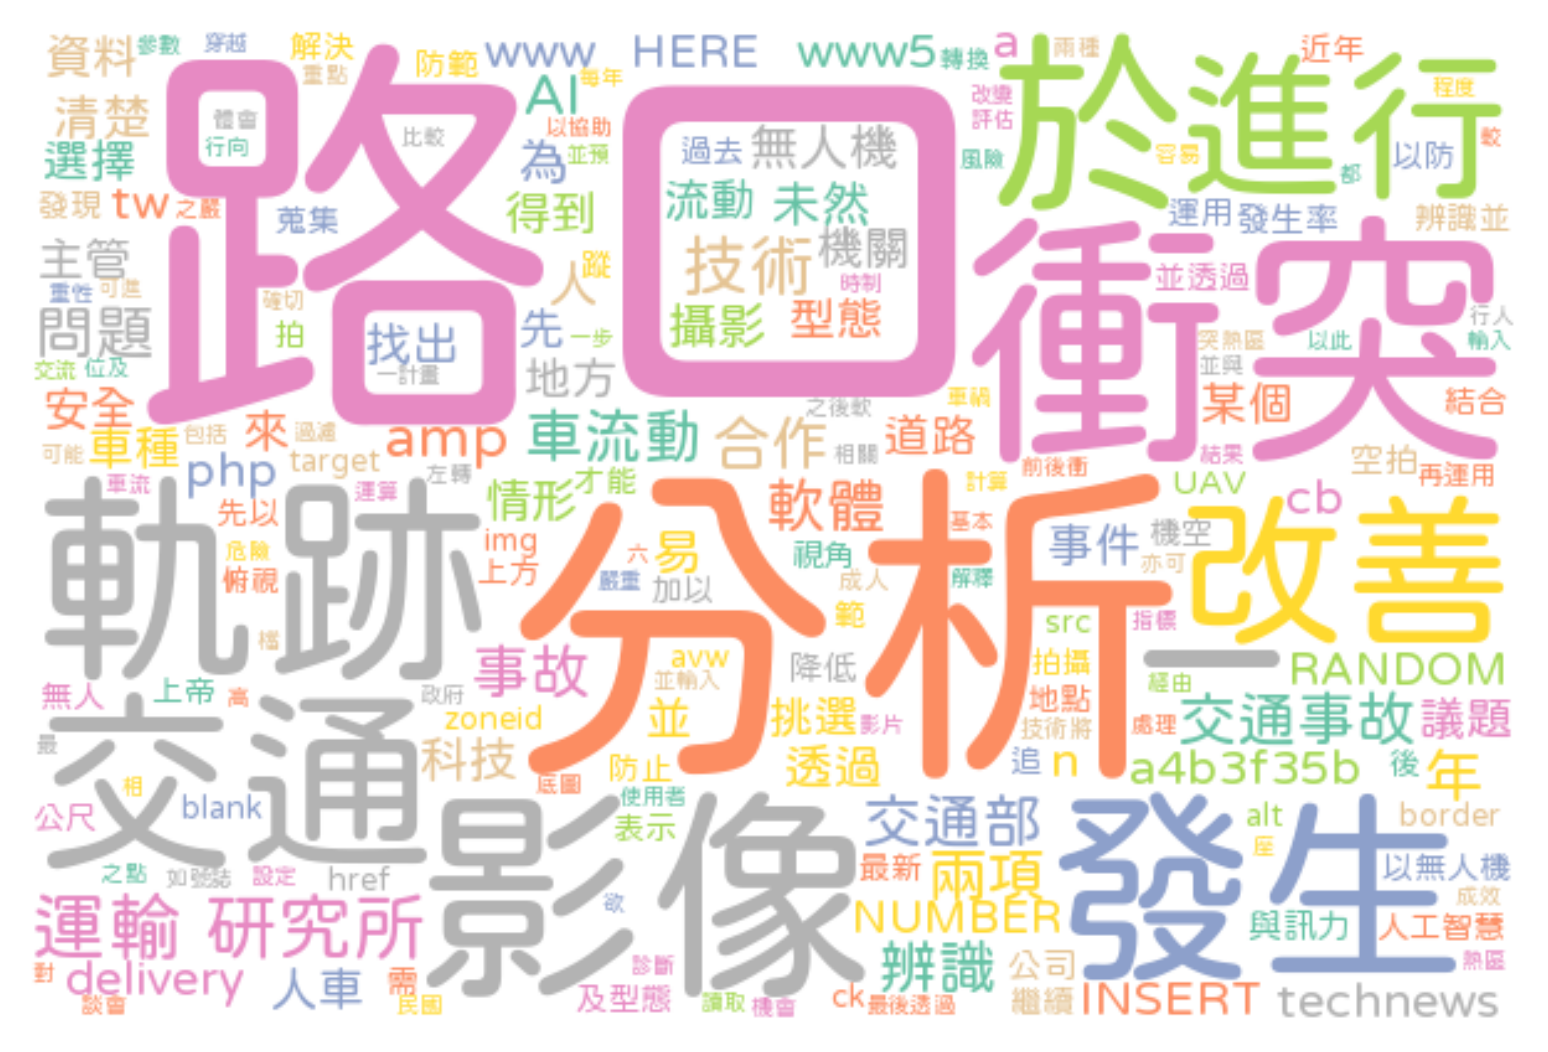 資料
參數
穿越
解決
重點
防範
www
HERE
www5
轉換
a
兩種
近年
程度
路口
於進行
AI
每年
清楚
體會
行向
比較
以協助
改變
評估
選擇
為
並預
過去
無人機
風險
容易
都
以防
較
發現
tw
之嚴
蒐集
得到
流動
未然
運用
發生率
辨識並
主管
人
蹤
技術
機關
衝突
並透過
重性
可進
確切
時制
問題
拍
找出
先
一步
攝影
型態
突熱區
以此
行人
輸入
交流
位及
一計畫
地方
並與
安全
來
車禍
之後軟
某個
結合
車種
包括
過濾
amp
車流動
合作
相關
道路
可能
php
target
左轉
結果
空拍
再運用
車流
運算
情形
才能
前後衝
計算
UAV
cb
軌跡
分析
改善
先以
軟體
基本
危險
俯視
img
上方
六
嚴重
易
加以
視角
成人
解釋
事件
機空
亦可
檔
範
src
指標
事故
avw
並輸入
降低
拍攝
一
RANDOM
經由
無人
上帝
高
政府
地點
交通
最
zoneid
並
挑選
影片
技術將
處理
交通事故
議題
科技
相
底圖
防止
透過
追
n
a4b3f35b
後
年
公尺
blank
使用者
表示
影像
交通部
發生
alt
座
border
之點
如號誌
設定
href
欲
最新
兩項
以無人機
成效
運輸
研究所
NUMBER
與訊力
人工智慧
對
delivery
人車
需
診斷
辨識
公司
熱區
談會
民國
及型態
讀取
機會
ck
最後透過
繼續
INSERT
technews